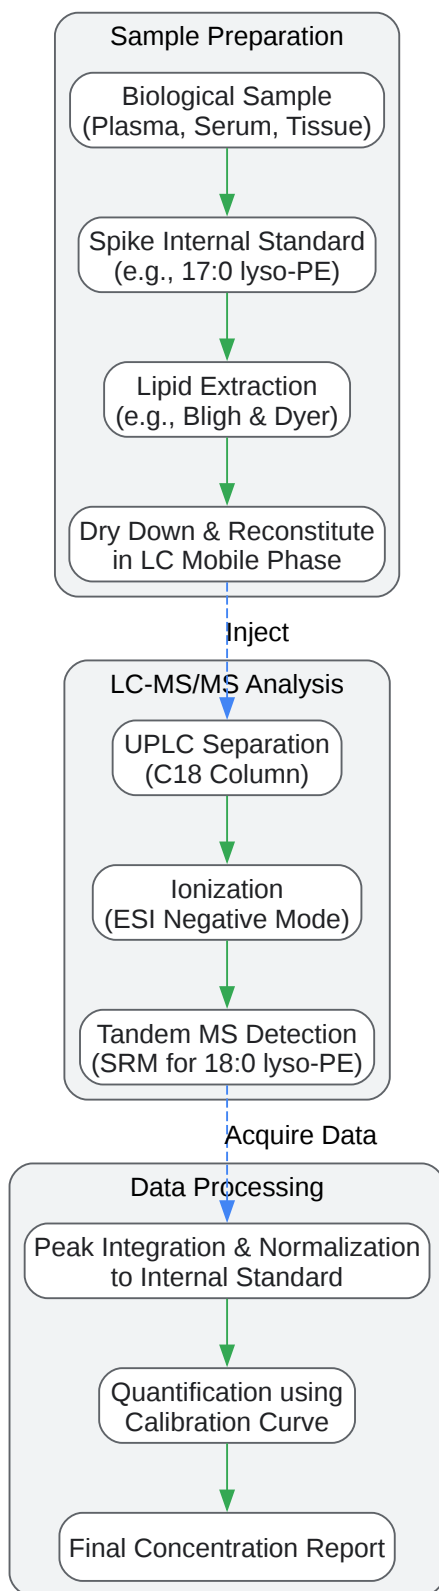 Sample Preparation
Biological Sample
(Plasma, Serum, Tissue)
Spike Internal Standard
(e.g., 17:0 lyso-PE)
Lipid Extraction
(e.g., Bligh & Dyer)
Dry Down & Reconstitute
in LC Mobile Phase
Inject
LC-MS/MS Analysis
UPLC Separation
(C18 Column)
Ionization
(ESI Negative Mode)
Tandem MS Detection
(SRM for 18:0 lyso-PE)
Acquire Data
Data Processing
Peak Integration & Normalization
to Internal Standard
Quantification using
Calibration Curve
Final Concentration Report